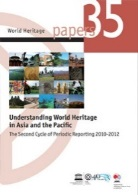 World Heritage
papers
35
Understanding World Heritage
in Asia and the Pacific
The Second Cycle of Periodic Reporting 2010-2012